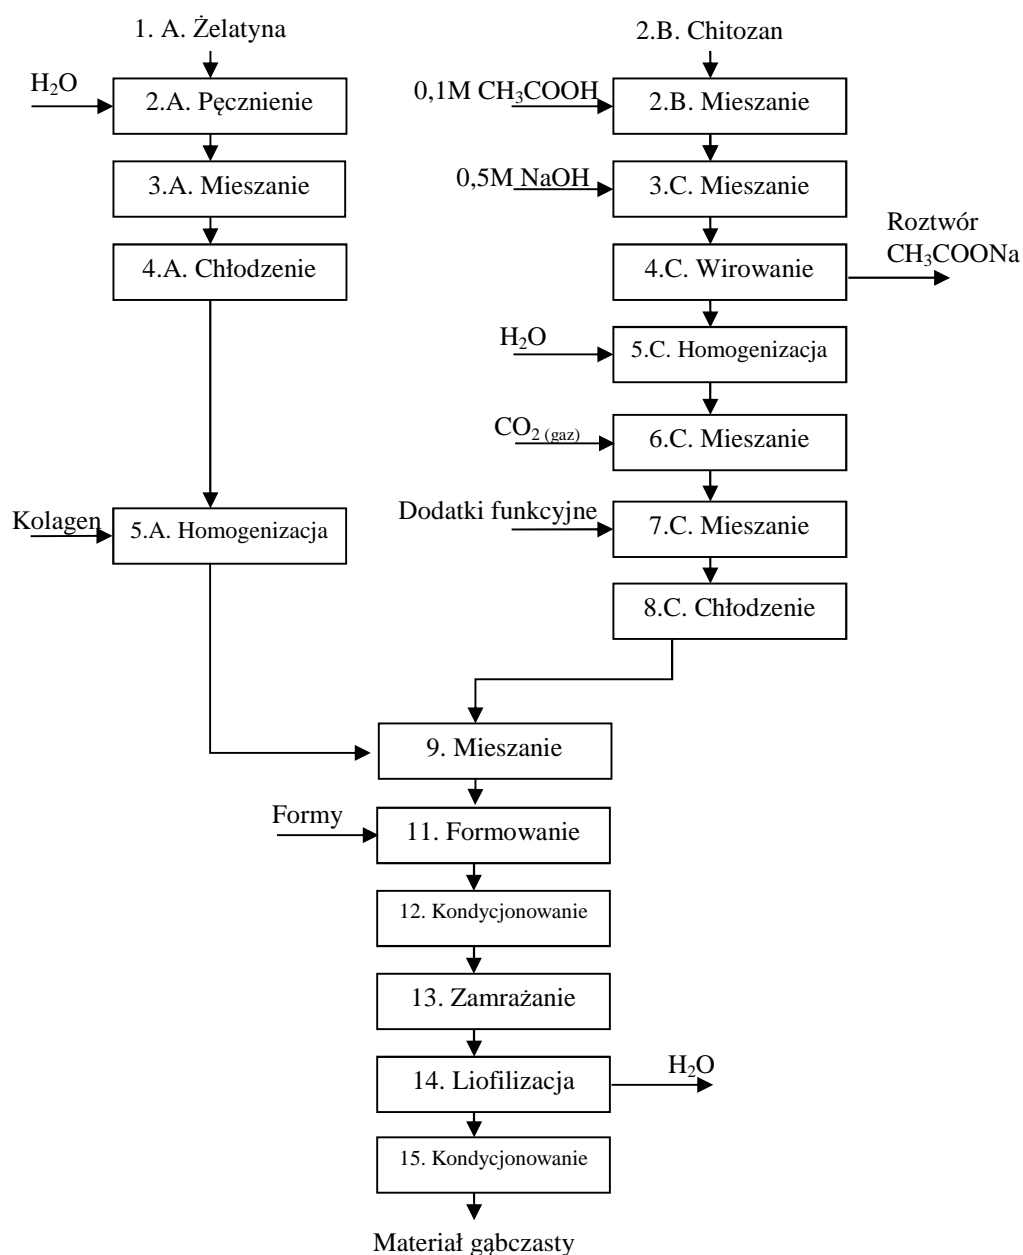 1. A. Żelatyna
2.B. Chitozan
H₂O
2.A. Pęcznienie
0,1M CH₃COOH
2.B. Mieszanie
3.A. Mieszanie
0,5M NaOH
3.C. Mieszanie
4.A. Chłodzenie
4.C. Wirowanie
Roztwór
CH₃COONa
H₂O
5.C. Homogenizacja
CO₂ (gaz)
6.C. Mieszanie
Kolagen
5.A. Homogenizacja
Dodatki funkcyjne
7.C. Mieszanie
8.C. Chłodzenie
9. Mieszanie
Formy
11. Formowanie
12. Kondycjonowanie
13. Zamrażanie
14. Liofilizacja
H₂O
15. Kondycjonowanie
Materiał gąbczasty